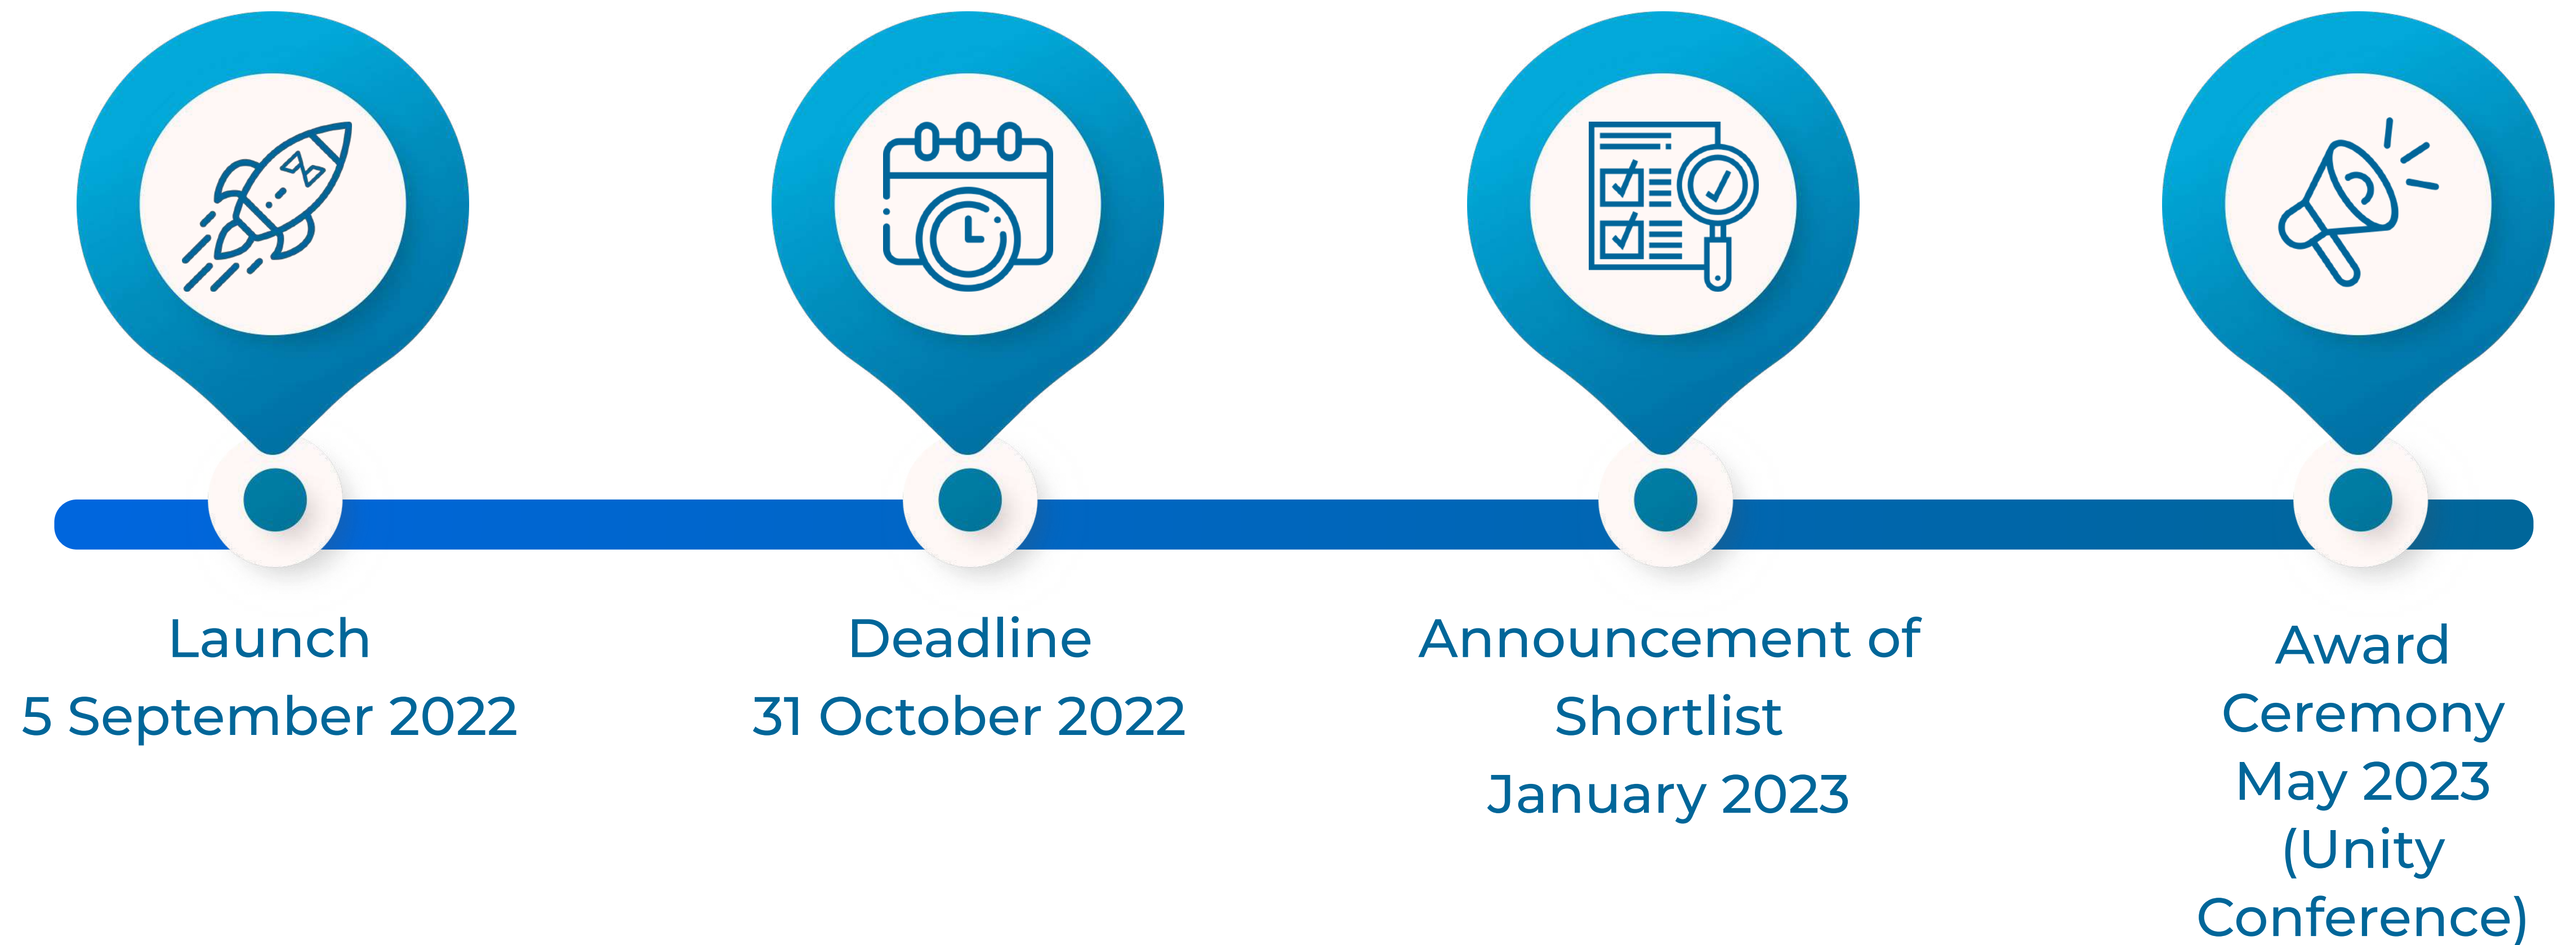 Launch
5 September 2022
Deadline
31 October 2022
Announcement of
Shortlist
January 2023
Award
Ceremony
May 2023
(Unity
Conference)